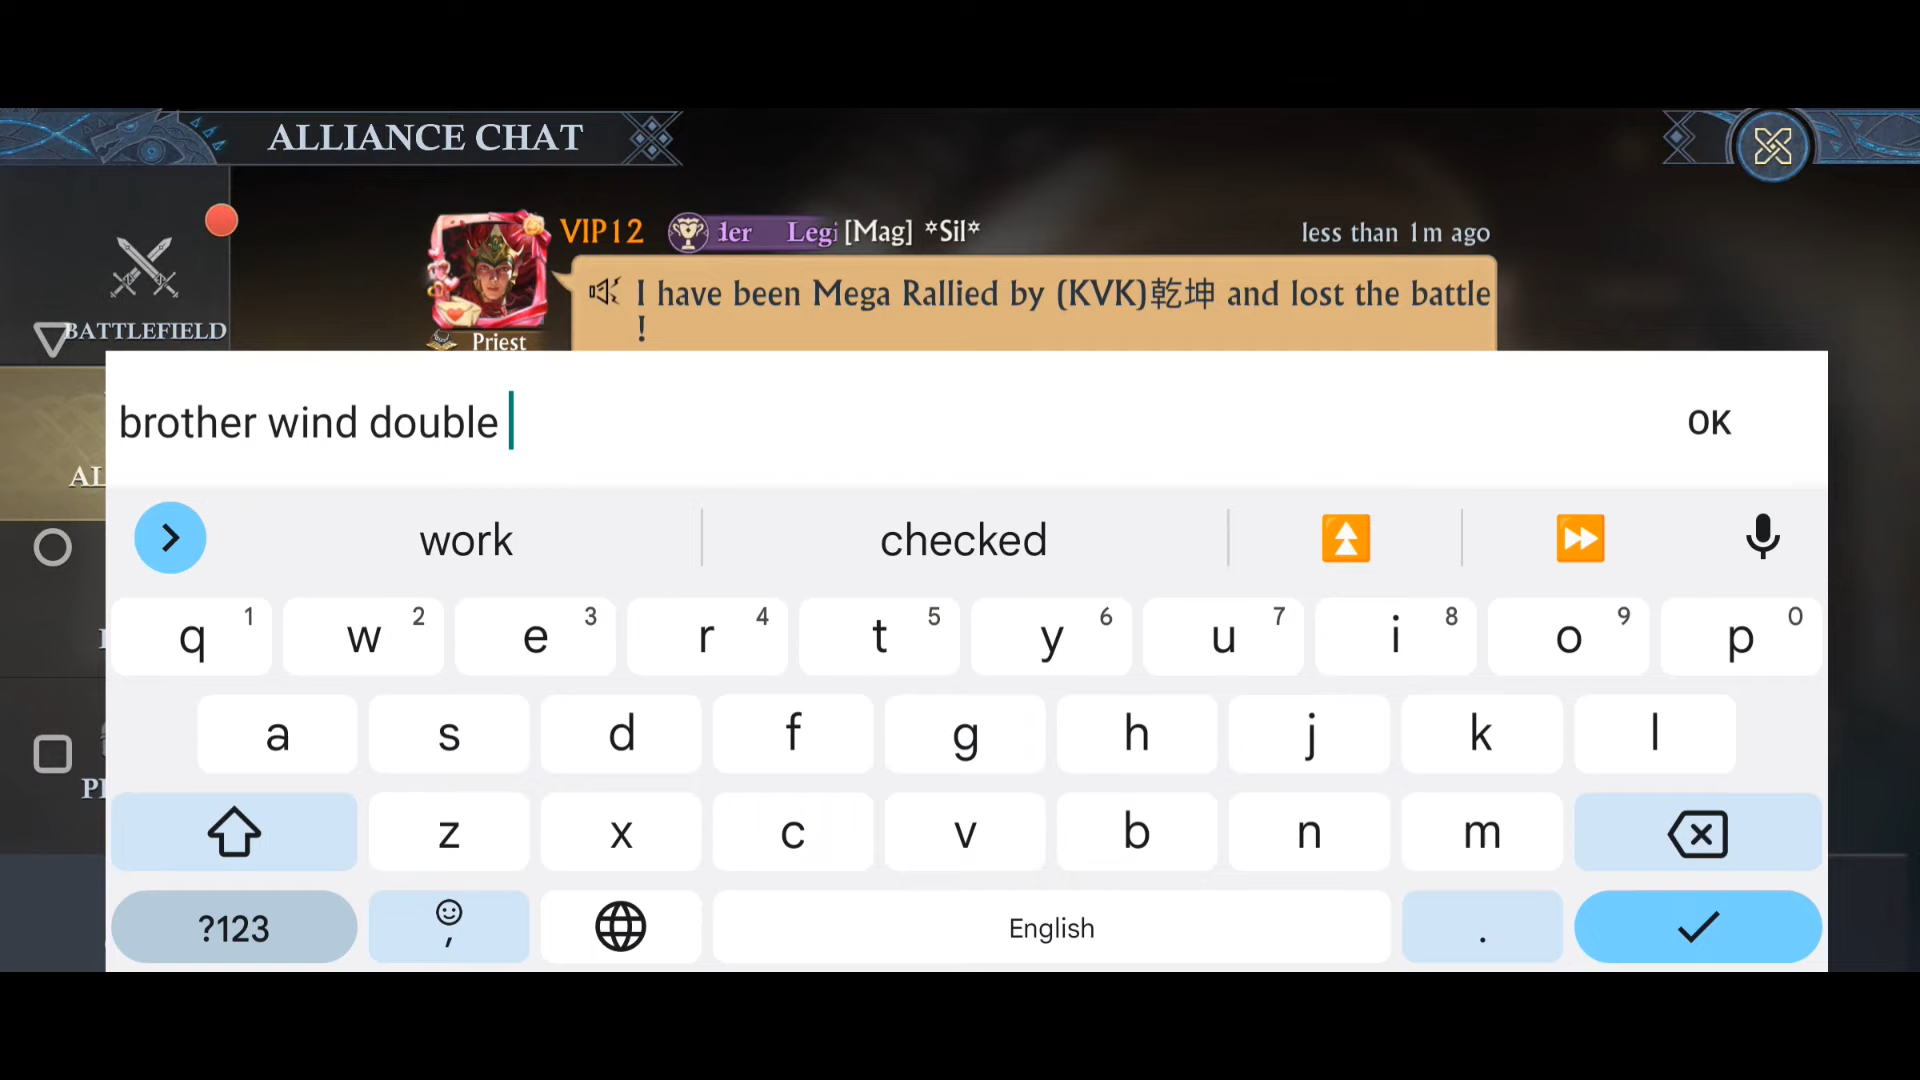 ALLIANCE CHAT
VIP12 der Legi [Mag] *Sil* less than 1m ago
I have been Mega Rallied by (KVK)乾坤 and lost the battle
!
Priest
BATTLEFIELD
brother wind double OK
AL
work checked
q 1 w 2 e 3 r 4 t 5 y 6 u 7 i 8 o 9 p 0
a s d f g h j k l
z x c v b n m
?123 , English .